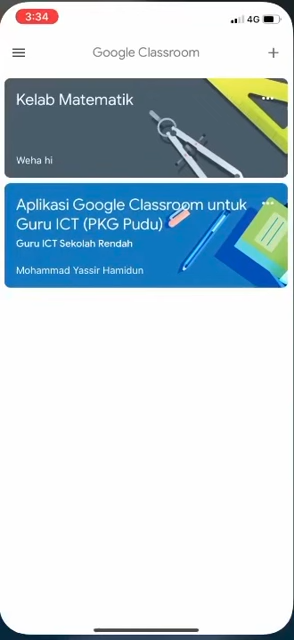 3:34
4G
Google Classroom
Kelab Matematik
Weha hi
Aplikasi Google Classroom untuk
Guru ICT (PKG Pudu)
Guru ICT Sekolah Rendah
Mohammad Yassir Hamidun